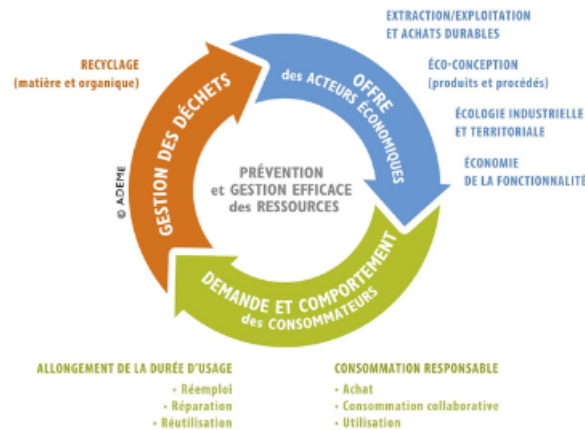 EXTRACTION/EXPLOITATION
ET ACHATS DURABLES
ÉCO-CONCEPTION
(produits et procédés)
ÉCOLOGIE INDUSTRIELLE
ET TERRITORIALE
ÉCONOMIE
DE LA FONCTIONNALITÉ
RECYCLAGE
(matière et organique)
OFFRE
des ACTEURS ÉCONOMIQUES
GESTION DES DÉCHETS
PRÉVENTION
et GESTION EFFICACE
des RESSOURCES
© ADEME
DEMANDE ET COMPORTEMENT
des CONSOMMATEURS
ALLONGEMENT DE LA DURÉE D'USAGE
• Réemploi
• Réparation
• Réutilisation
CONSOMMATION RESPONSABLE
• Achat
• Consommation collaborative
• Utilisation